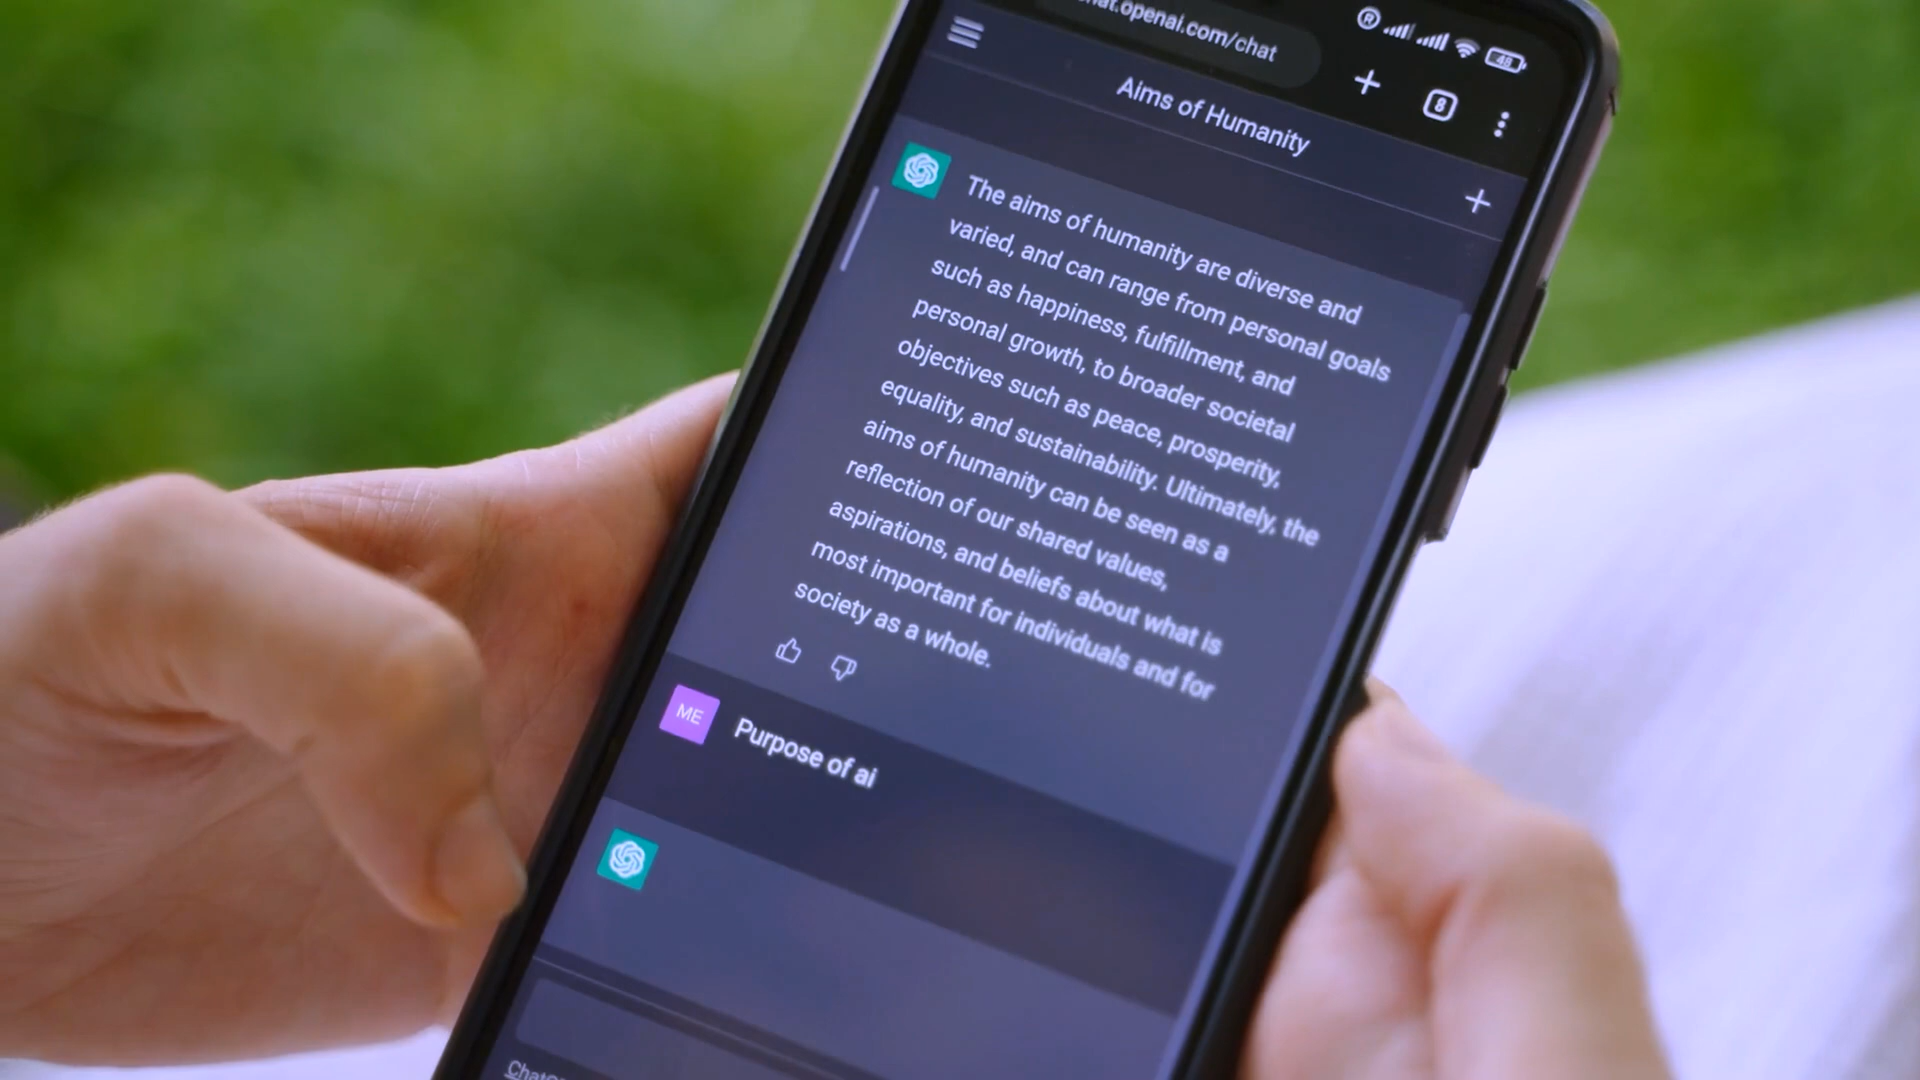 hat.openai.com/chat
48
8
Aims of Humanity
The aims of humanity are diverse and
varied, and can range from personal goals
such as happiness, fulfillment, and
personal growth, to broader societal
objectives such as peace, prosperity,
equality, and sustainability. Ultimately, the
aims of humanity can be seen as a
reflection of our shared values,
aspirations, and beliefs about what is
most important for individuals and for
society as a whole.
ME
Purpose of ai